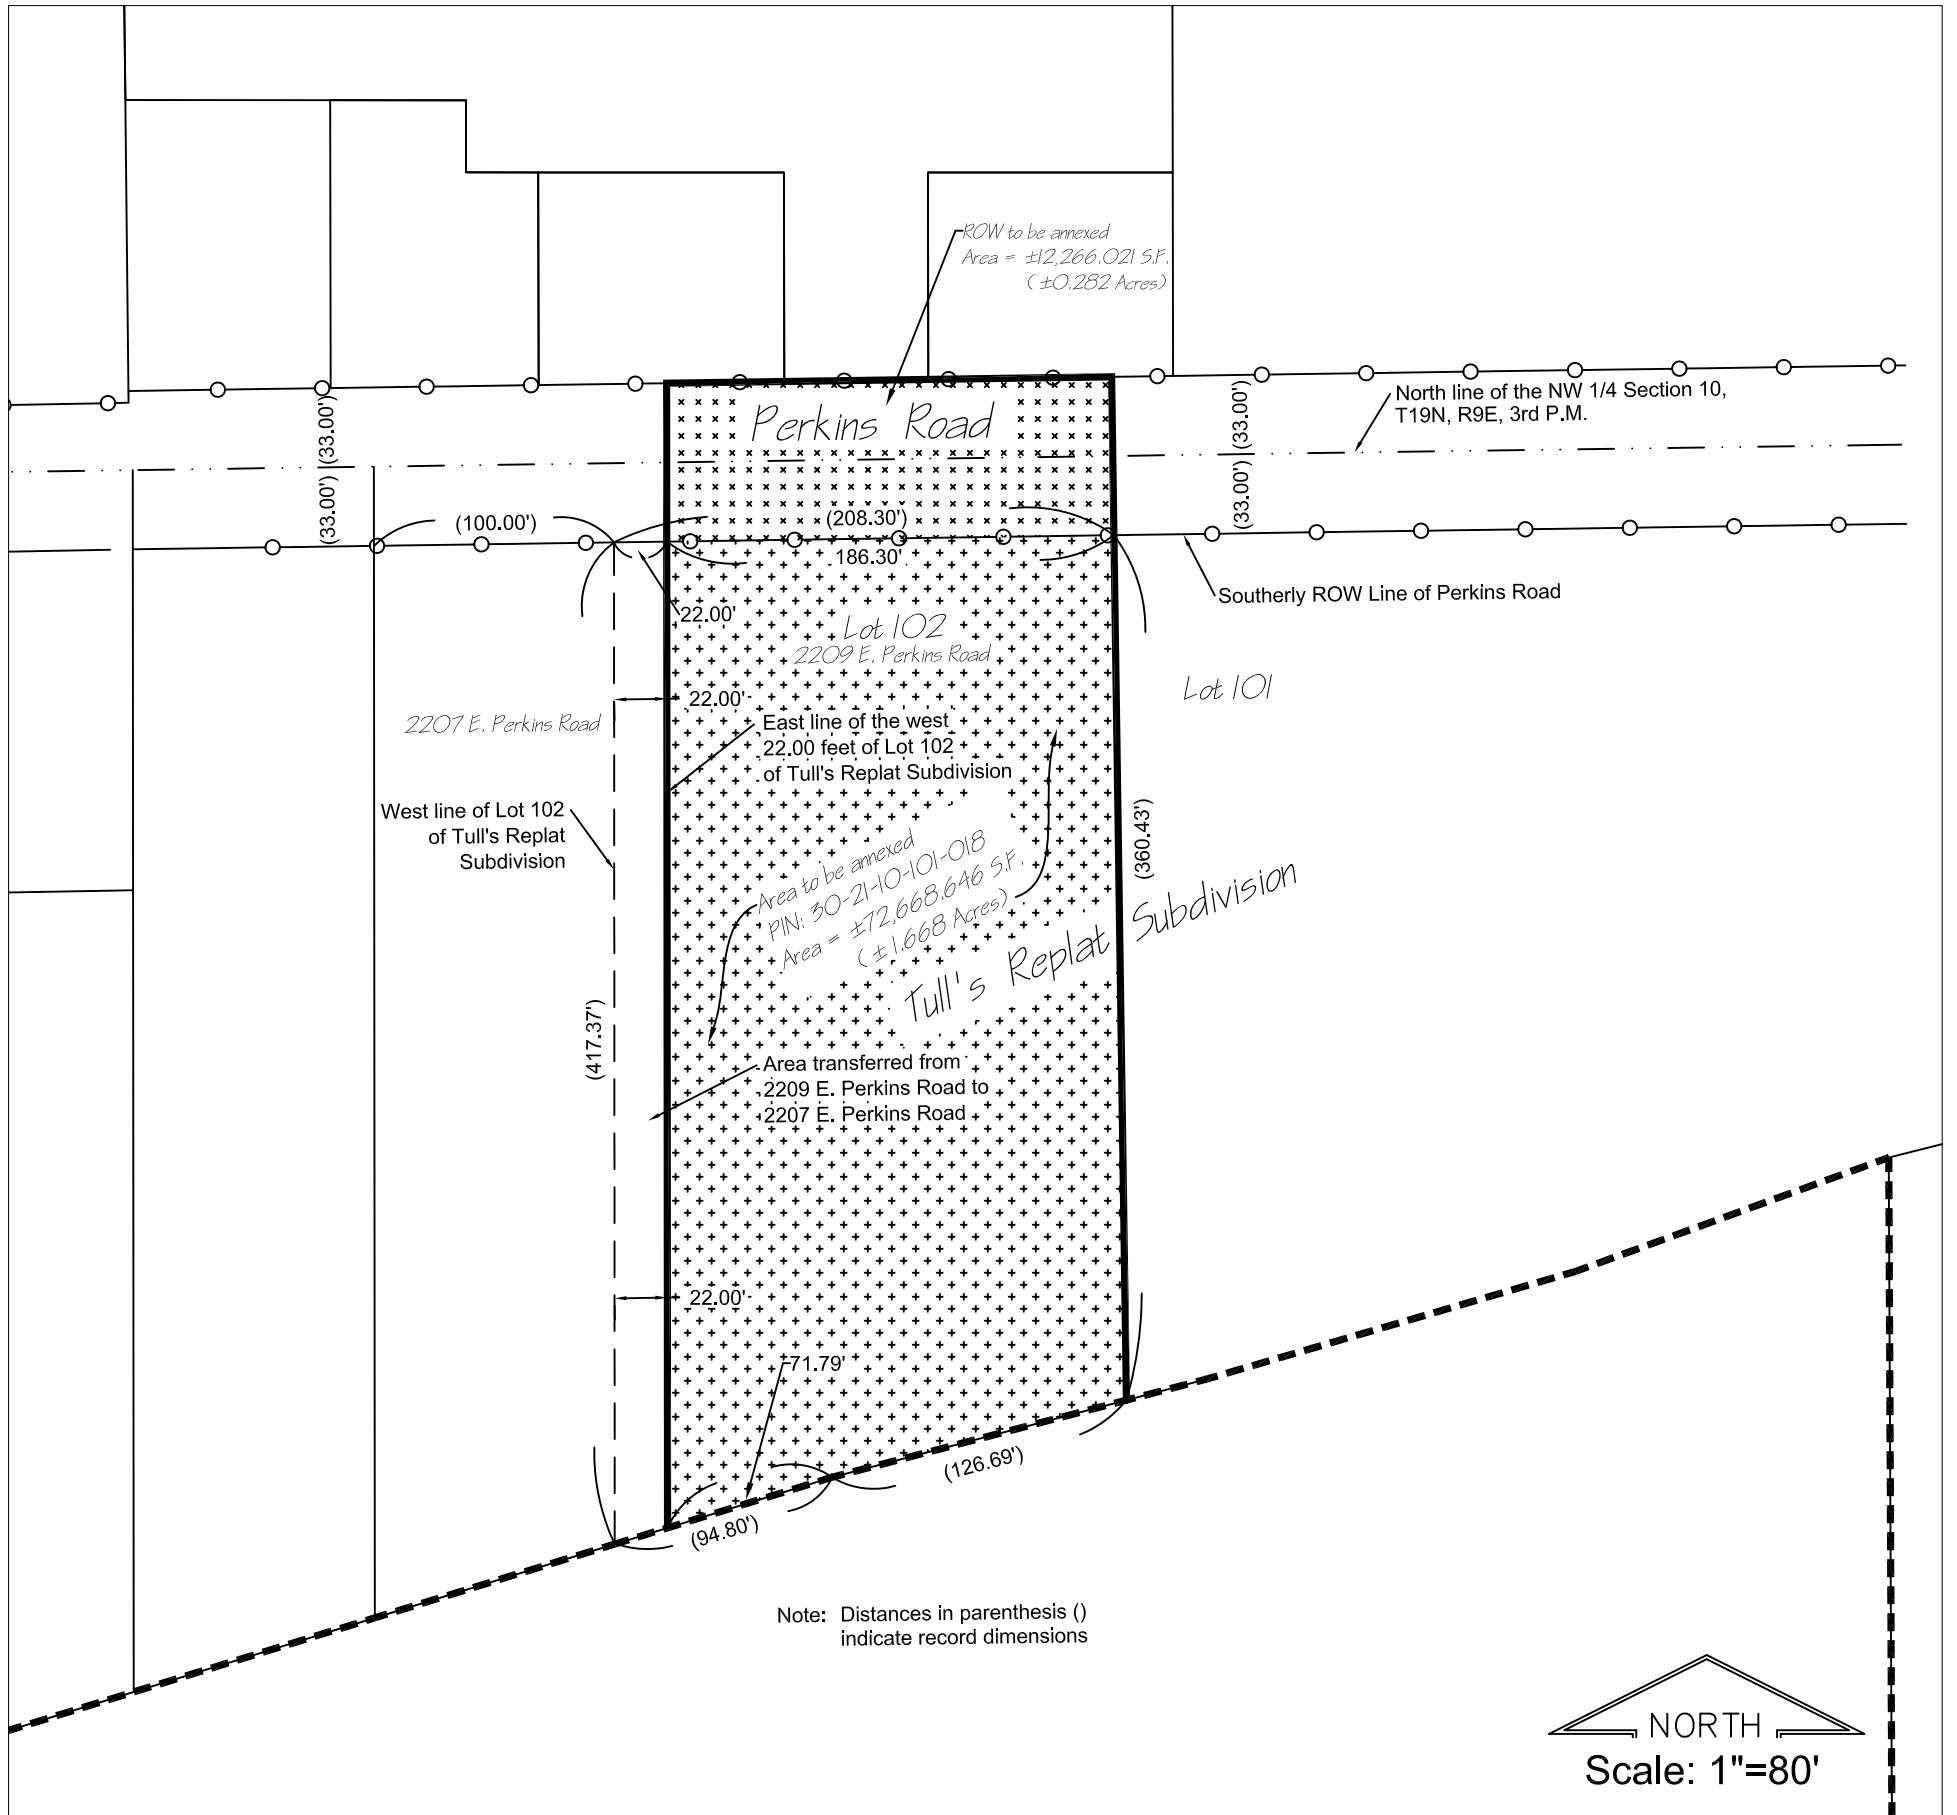 ROW to be annexed
Area = ±12,266.021 S.F.
( ±0.282 Acres)
North line of the NW 1/4 Section 10,
T19N, R9E, 3rd P.M.
(33.00')
(33.00')
Perkins Road
(33.00')
(33.00')
(100.00')
(208.30')
186.30'
Southerly ROW Line of Perkins Road
22.00'
Lot 102
2209 E. Perkins Road
Lot 101
22.00'
2207 E. Perkins Road
East line of the west
22.00 feet of Lot 102
of Tull's Replat Subdivision
West line of Lot 102
of Tull's Replat
Subdivision
(360.43')
Area to be annexed
PIN: 30-21-10-101-018
Area = ±72,668.646 S.F.
( ±1.668 Acres)
Tull's Replat Subdivision
(417.37')
Area transferred from
2209 E. Perkins Road to
2207 E. Perkins Road
22.00'
71.79'
(126.69')
(94.80')
Note: Distances in parenthesis ()
indicate record dimensions
NORTH
Scale: 1"=80'